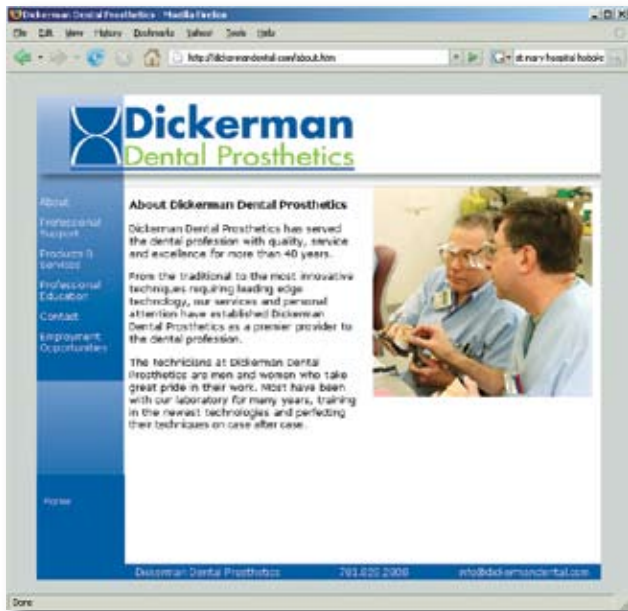 Dickerman Dental Prosthetics - Mozilla Firefox
File Edit View History Bookmarks Yahoo! Tools Help
http://dickermandental.com/about.htm
st mary hospital hoboke
Dickerman
Dental Prosthetics
About
Professional
Support
Products &
Services
Professional
Education
Contact
Employment
Opportunities
Home
About Dickerman Dental Prosthetics
Dickerman Dental Prosthetics has served
the dental profession with quality, service
and excellence for more than 40 years.
From the traditional to the most innovative
techniques requiring leading edge
technology, our services and personal
attention have established Dickerman
Dental Prosthetics as a premier provider to
the dental profession.
The technicians at Dickerman Dental
Prosthetics are men and women who take
great pride in their work. Most have been
with our laboratory for many years, training
in the newest technologies and perfecting
their techniques on case after case.
Dickerman Dental Prosthetics info@dickermandental.com
Done